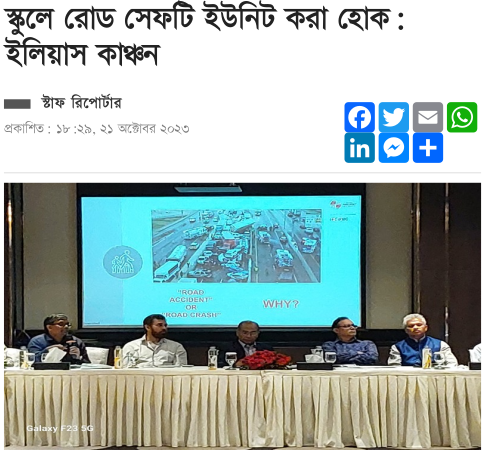 স্কুলে রোড সেফটি ইউনিট করা হোক :
ইলিয়াস কাঞ্চন
স্টাফ রিপোর্টার
প্রকাশিত : ১৮:২৯, ২১ অক্টোবর ২০২৩
"ROAD
ACCIDENT"
OR
"ROAD CRASH"
WHY?
Galaxy F23 5G